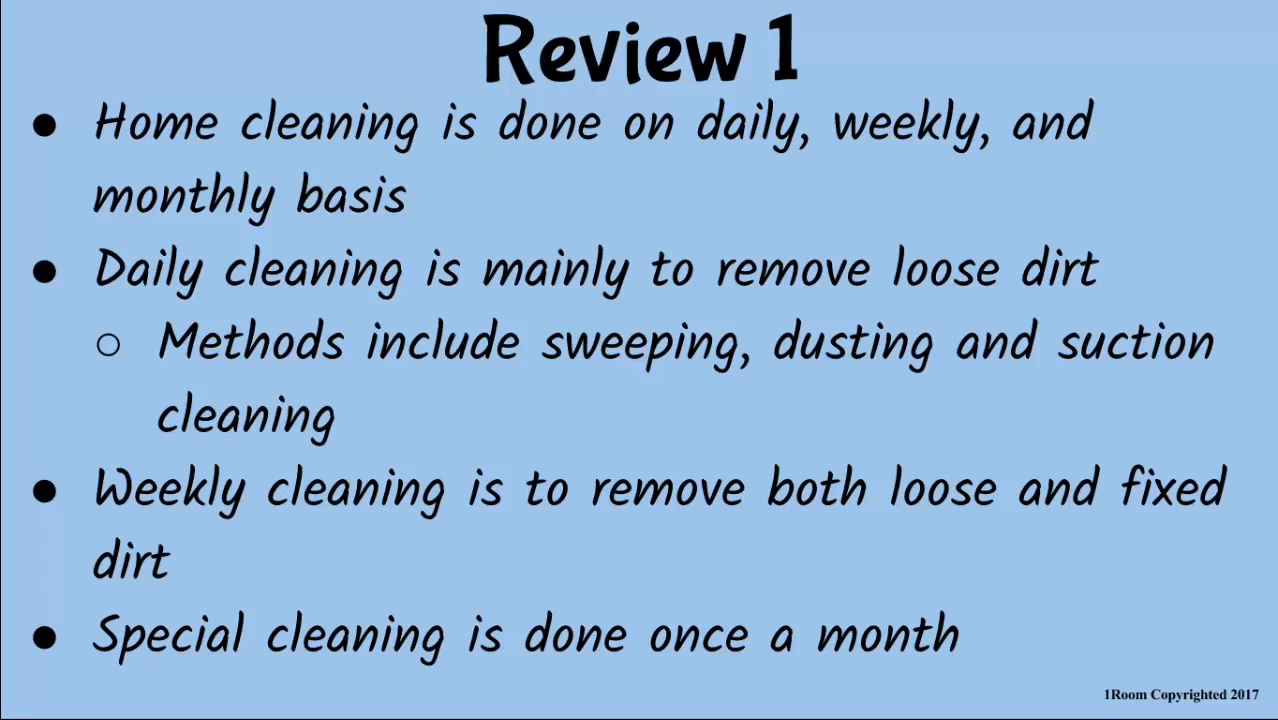 Review 1
● Home cleaning is done on daily, weekly, and
monthly basis
● Daily cleaning is mainly to remove loose dirt
○ Methods include sweeping, dusting and suction
cleaning
● Weekly cleaning is to remove both loose and fixed
dirt
● Special cleaning is done once a month
1Room Copyrighted 2017